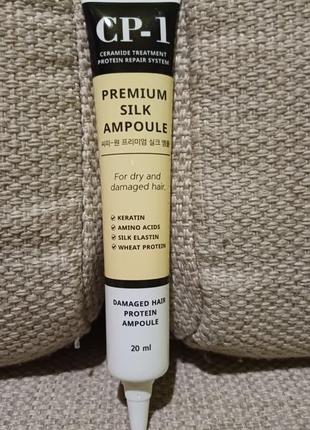 CP-1
CERAMIDE TREATMENT
PROTEIN REPAIR SYSTEM
PREMIUM
SILK
AMPOULE
씨피-원 프리미엄 실크 앰플
For dry and
damaged hair.
KERATIN
AMINO ACIDS
SILK ELASTIN
WHEAT PROTEIN
DAMAGED HAIR
PROTEIN
AMPOULE
20 ml